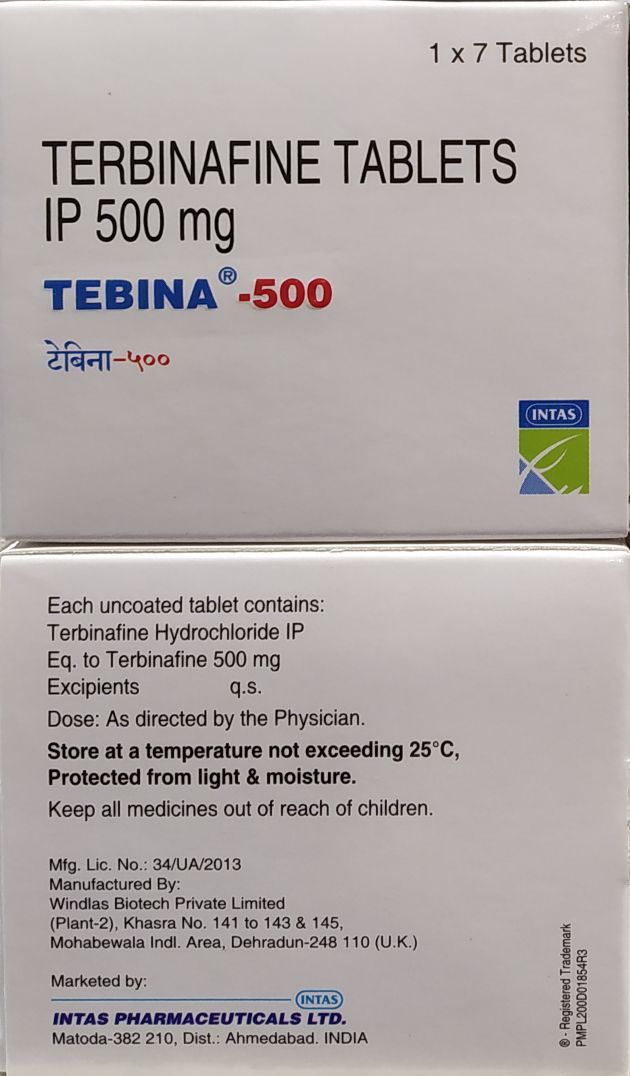 1 x 7 Tablets
TERBINAFINE TABLETS
IP 500 mg
TEBINA®-500
टेबिना-५००
INTAS
Each uncoated tablet contains:
Terbinafine Hydrochloride IP
Eq. to Terbinafine 500 mg
Excipients q.s.
Dose: As directed by the Physician.
Store at a temperature not exceeding 25°C,
Protected from light & moisture.
Keep all medicines out of reach of children.
Mfg. Lic. No.: 34/UA/2013
Manufactured By:
Windlas Biotech Private Limited
(Plant-2), Khasra No. 141 to 143 & 145,
Mohabewala Indl. Area, Dehradun-248 110 (U.K.)
Marketed by:
INTAS
INTAS PHARMACEUTICALS LTD.
Matoda-382 210, Dist.: Ahmedabad. INDIA
® - Registered Trademark
PMPL200D01854R3